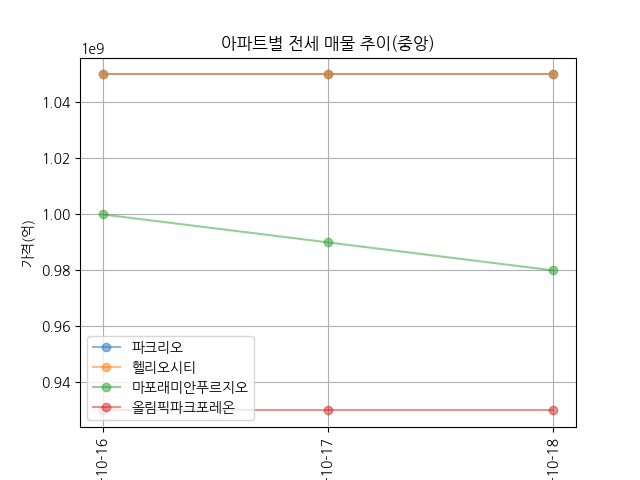 아파트별 전세 매물 추이(중앙)
1e9
1.04
1.02
1.00
0.98
0.96
0.94
가격(억)
파크리오
헬리오시티
마포래미안푸르지오
올림픽파크포레온
-10-16
-10-17
-10-18